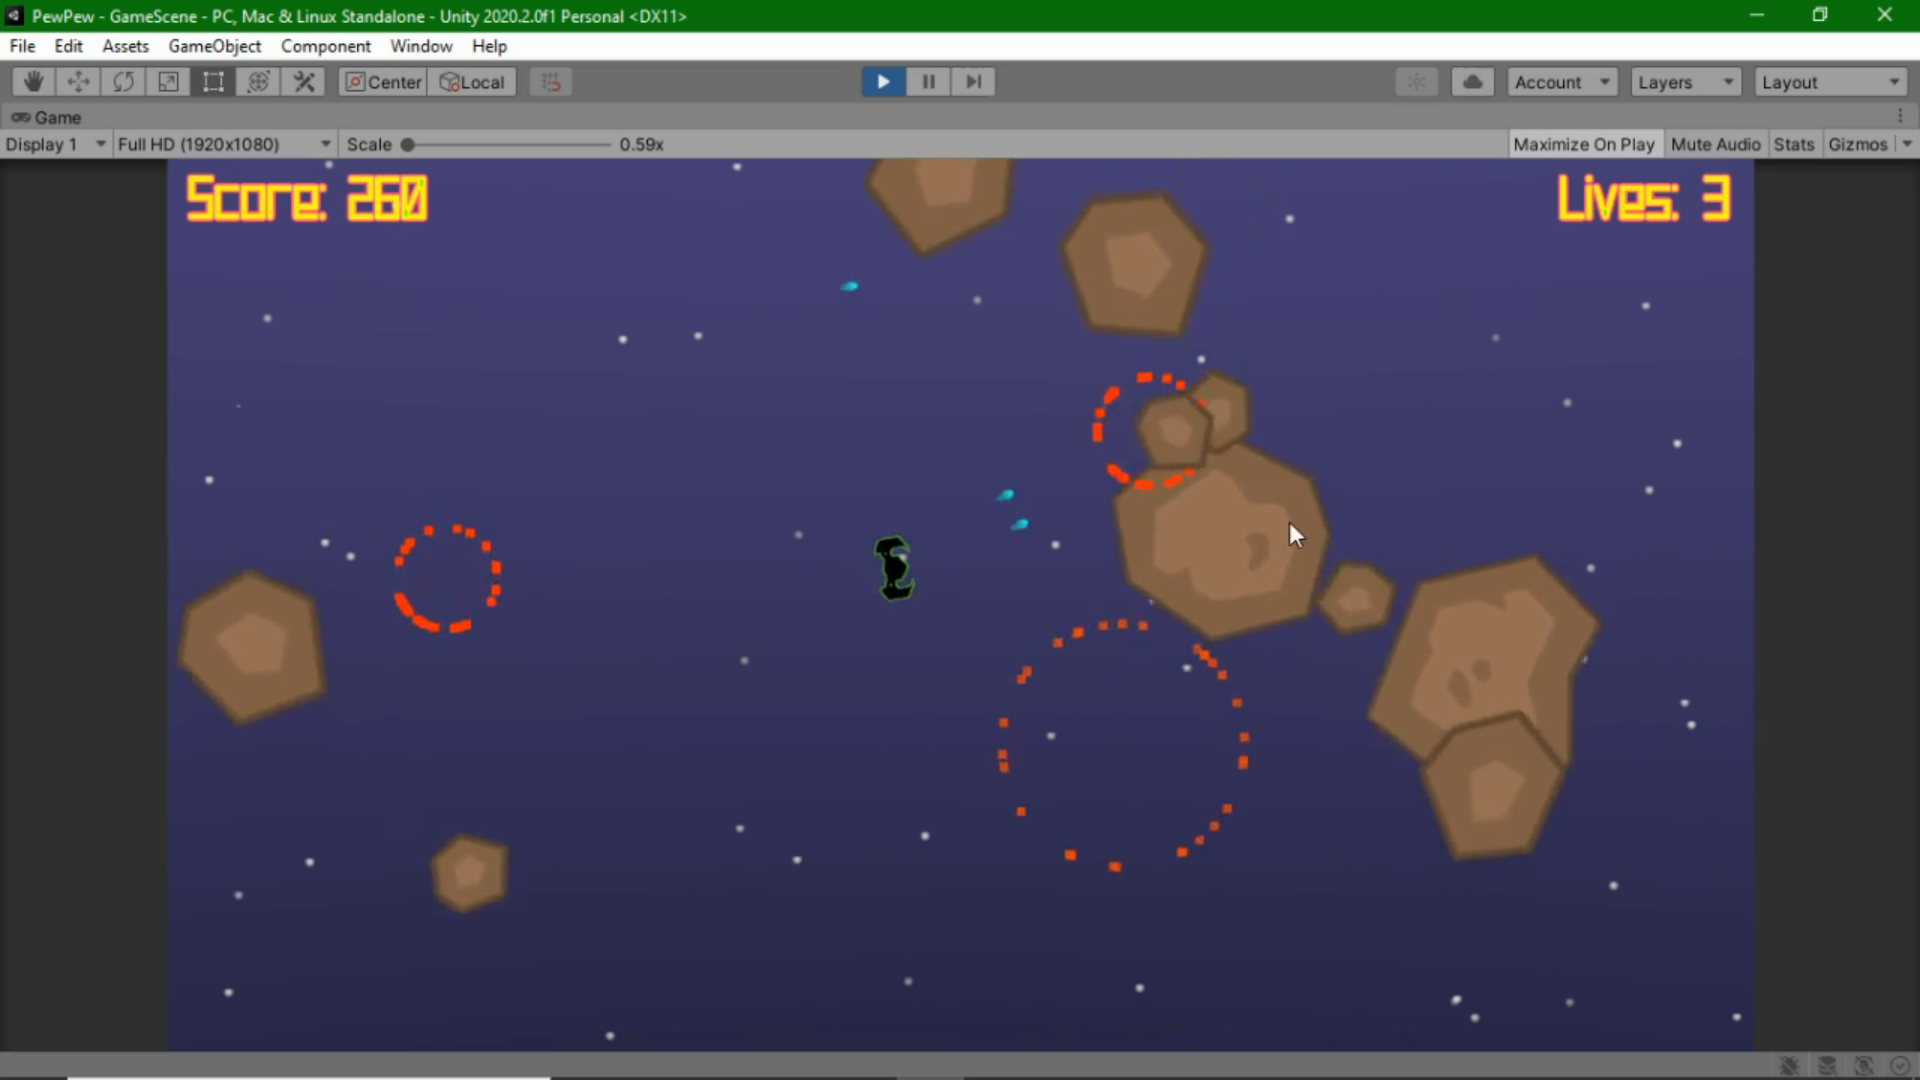 PewPew - GameScene - PC, Mac & Linux Standalone - Unity 2020.2.0f1 Personal <DX11>
File Edit Assets GameObject Component Window Help
Center Local Account Layers Layout
Game
Display 1 Full HD (1920x1080) Scale 0.59x Maximize On Play Mute Audio Stats Gizmos
Score: 260 Lives: 3